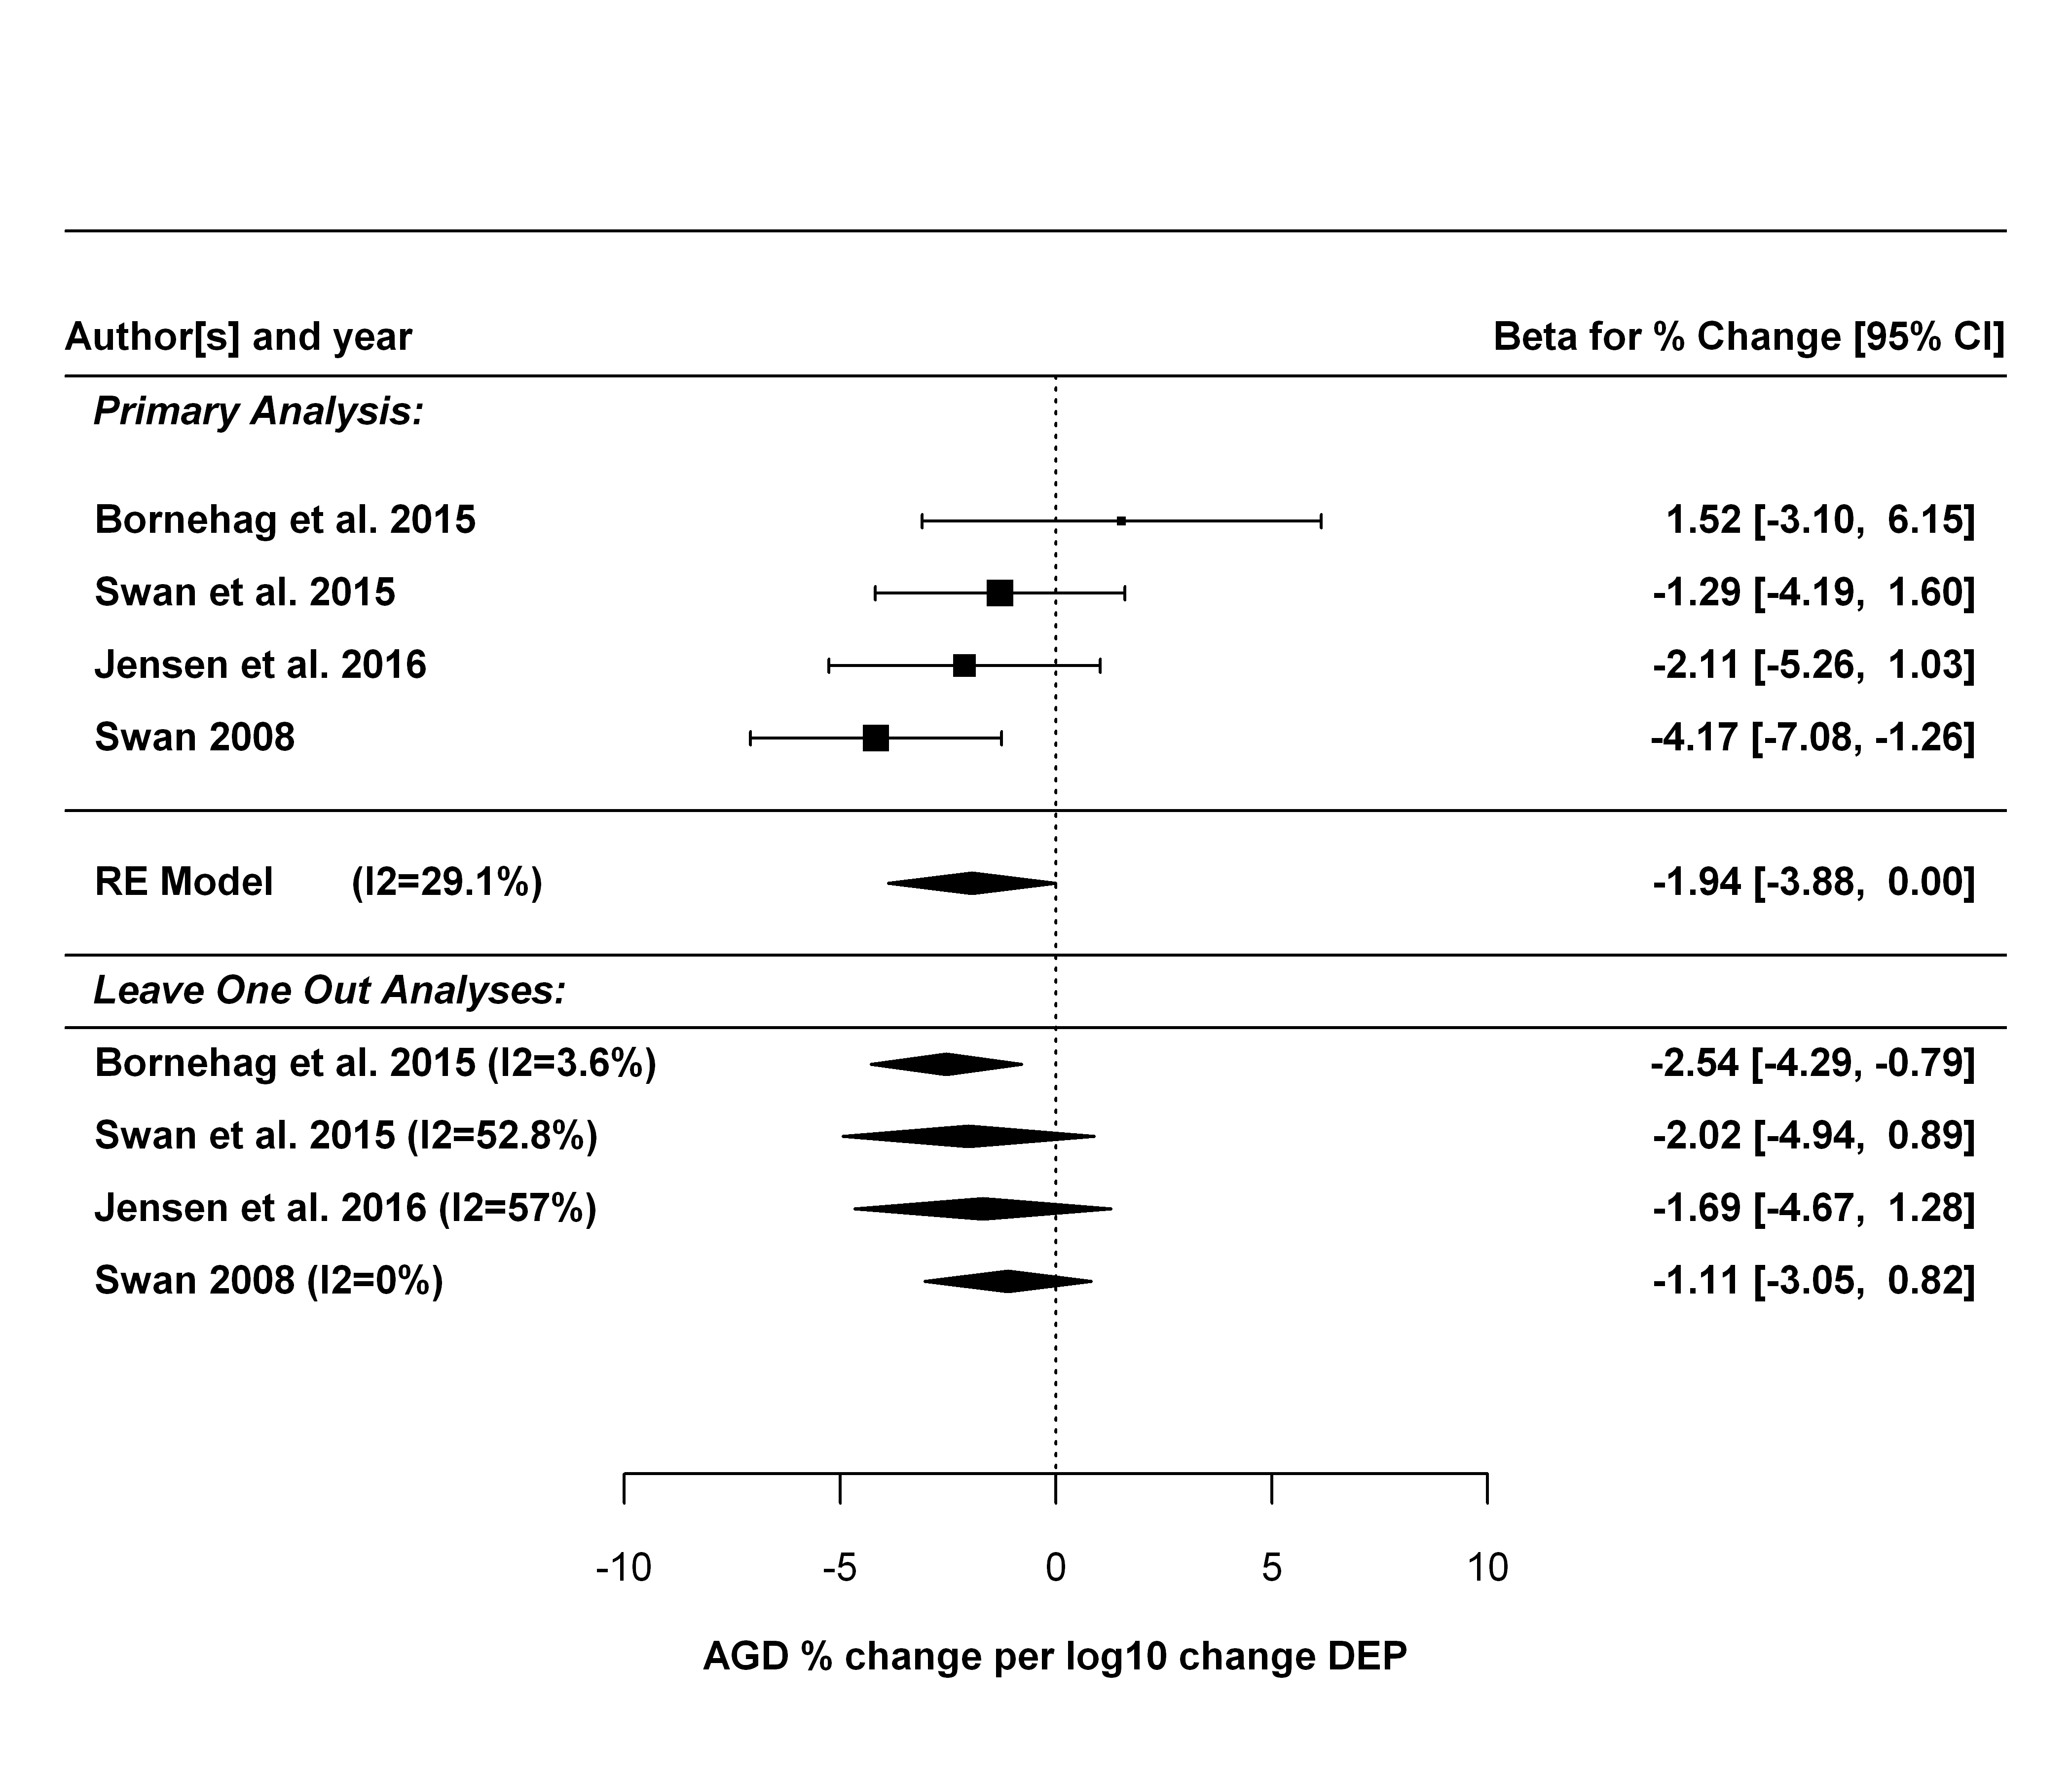 Author[s] and year Beta for % Change [95% CI]
Primary Analysis:
Bornehag et al. 2015 1.52 [-3.10, 6.15]
Swan et al. 2015 -1.29 [-4.19, 1.60]
Jensen et al. 2016 -2.11 [-5.26, 1.03]
Swan 2008 -4.17 [-7.08, -1.26]
RE Model (I2=29.1%) -1.94 [-3.88, 0.00]
Leave One Out Analyses:
Bornehag et al. 2015 (I2=3.6%) -2.54 [-4.29, -0.79]
Swan et al. 2015 (I2=52.8%) -2.02 [-4.94, 0.89]
Jensen et al. 2016 (I2=57%) -1.69 [-4.67, 1.28]
Swan 2008 (I2=0%) -1.11 [-3.05, 0.82]
-10 -5 0 5 10
AGD % change per log10 change DEP